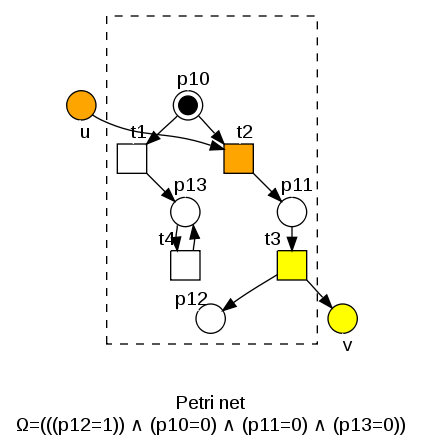 p10
u
t1
t2
p13
p11
t4
t3
p12
v
Petri net
Ω=(((p12=1)) ∧ (p10=0) ∧ (p11=0) ∧ (p13=0))